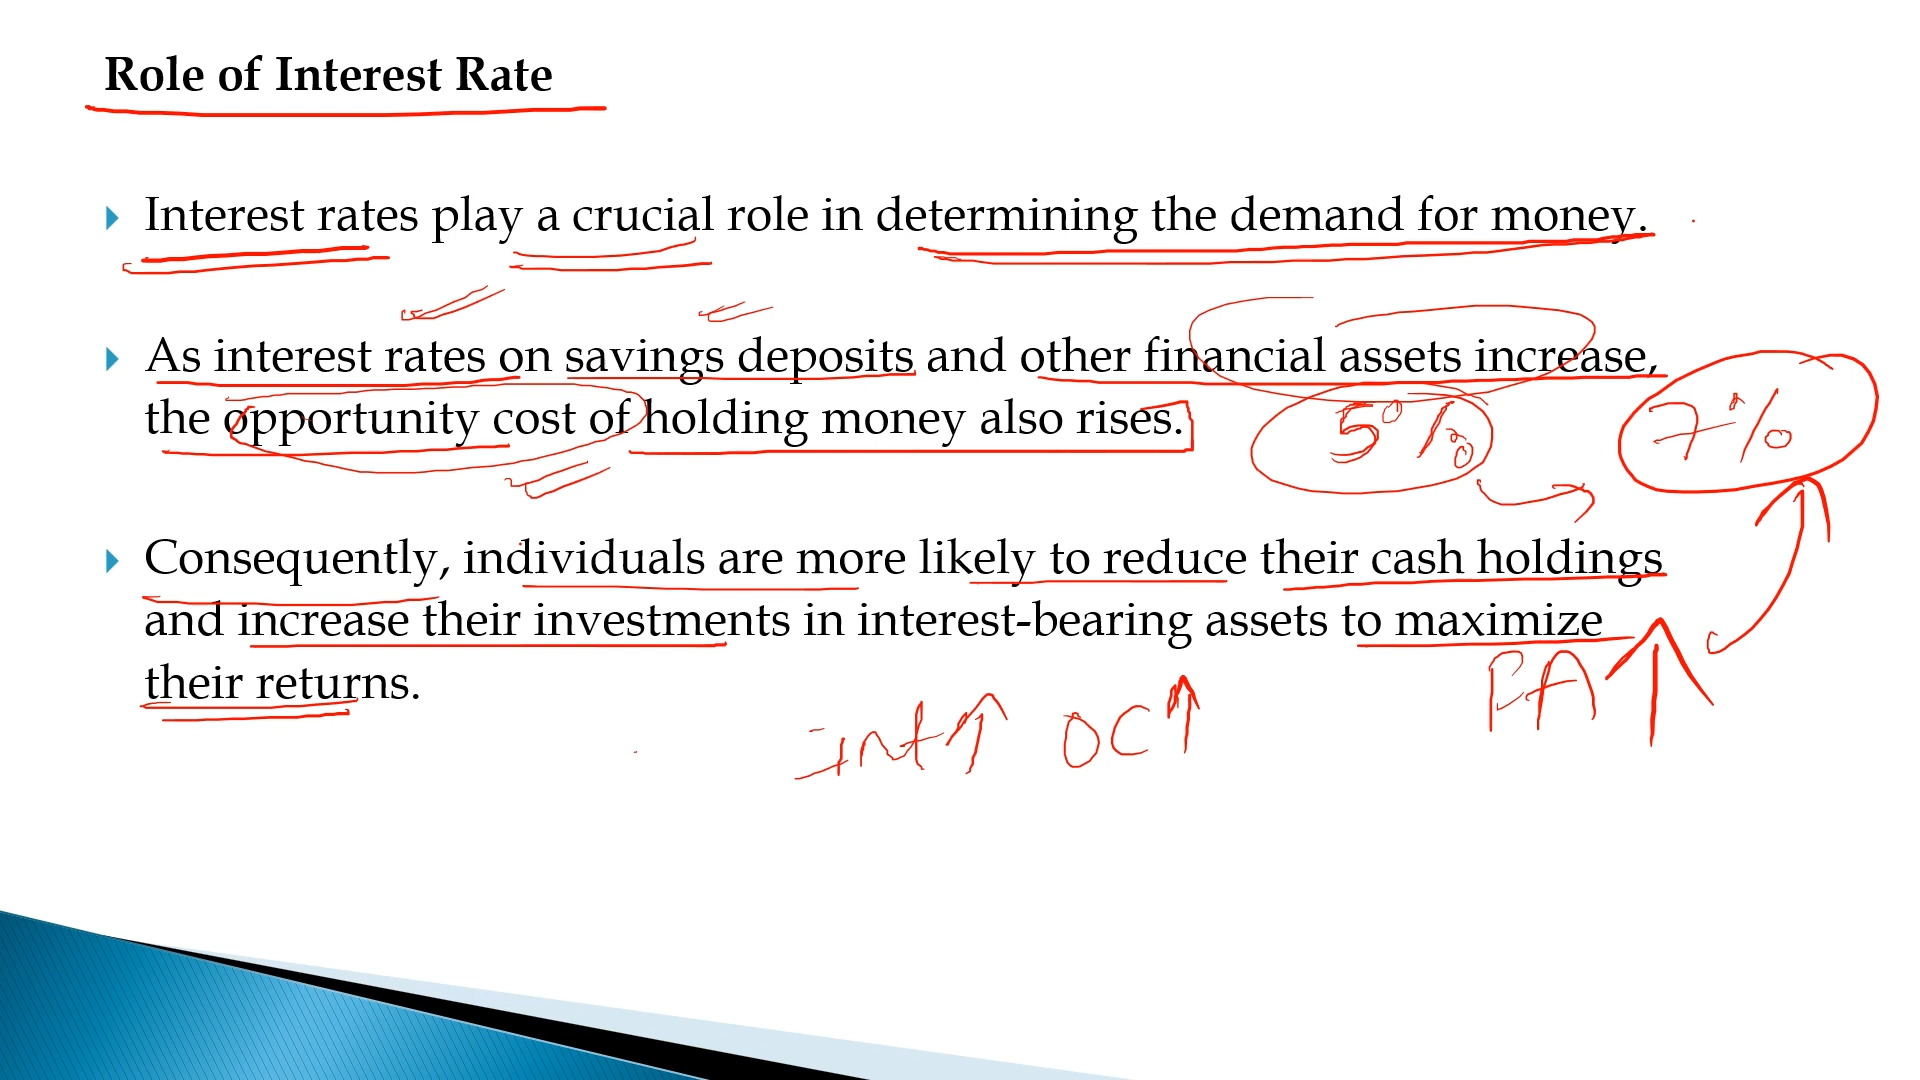 Role of Interest Rate
Interest rates play a crucial role in determining the demand for money.
As interest rates on savings deposits and other financial assets increase,
the opportunity cost of holding money also rises.
5% 7%
Consequently, individuals are more likely to reduce their cash holdings
and increase their investments in interest-bearing assets to maximize
their returns.
Int↑ OC↑ FA↑